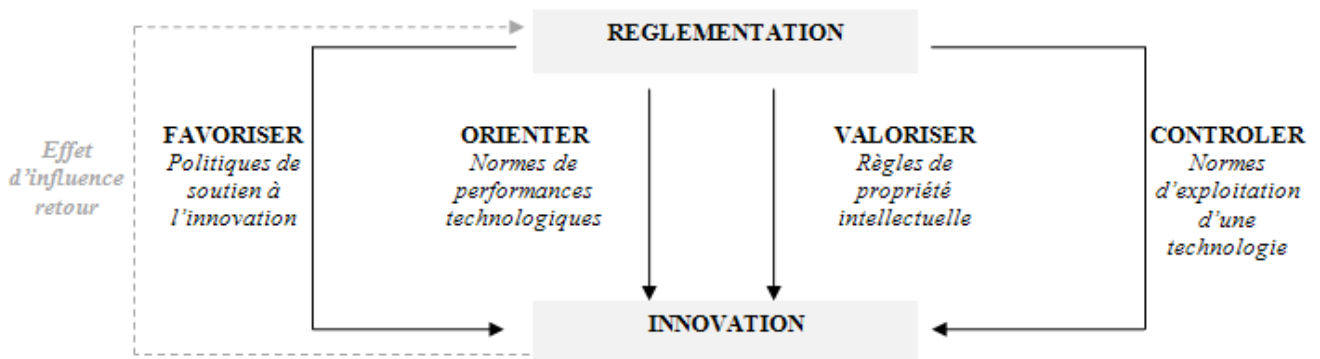 REGLEMENTATION
Effet
d'influence
retour
FAVORISER
Politiques de
soutien à
l'innovation
ORIENTER
Normes de
performances
technologiques
VALORISER
Règles de
propriété
intellectuelle
CONTROLER
Normes
d'exploitation
d'une
technologie
INNOVATION